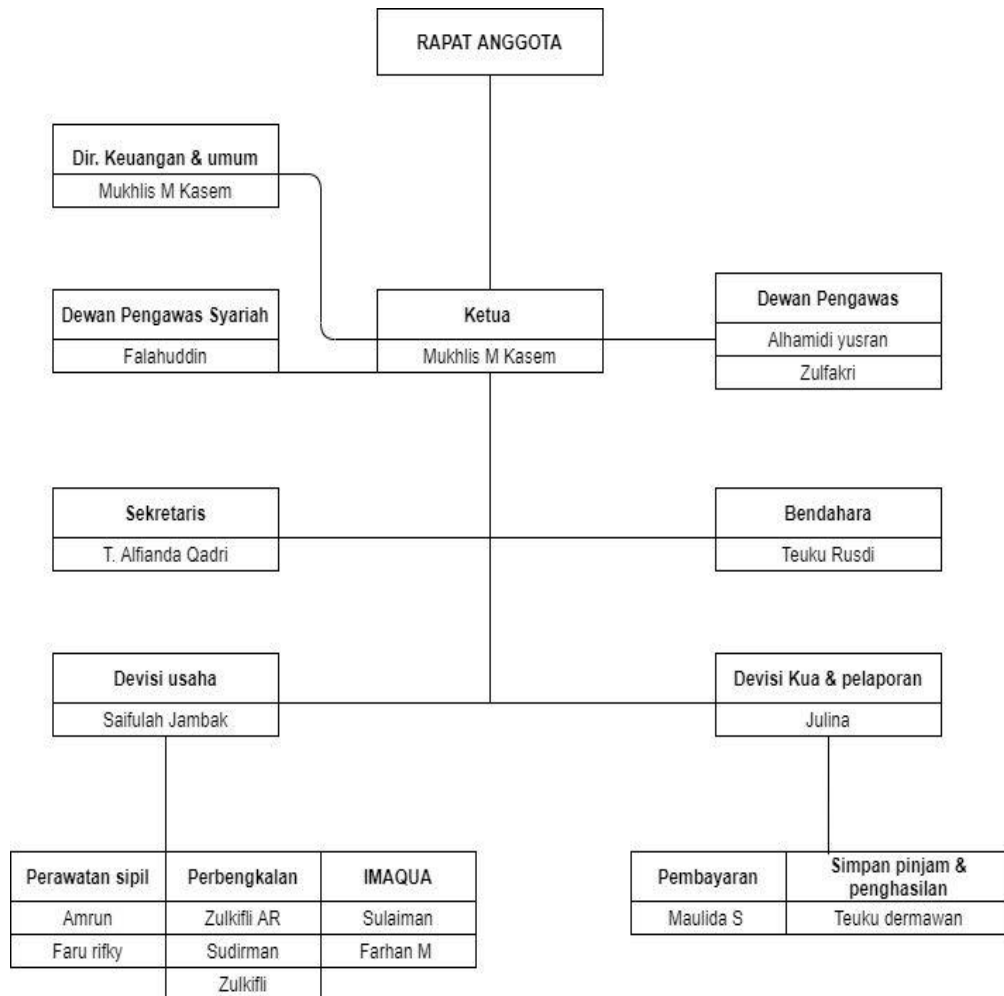 RAPAT ANGGOTA
Dir. Keuangan & umum
Mukhlis M Kasem
Dewan Pengawas Syariah
Falahuddin
Ketua
Mukhlis M Kasem
Dewan Pengawas
Alhamidi yusran
Zulfakri
Sekretaris
T. Alfianda Qadri
Bendahara
Teuku Rusdi
Devisi usaha
Saifulah Jambak
Devisi Kua & pelaporan
Julina
Perawatan sipil
Amrun
Faru rifky
Perbengkalan
Zulkifli AR
Sudirman
Zulkifli
IMAQUA
Sulaiman
Farhan M
Pembayaran
Maulida S
Simpan pinjam &
penghasilan
Teuku dermawan